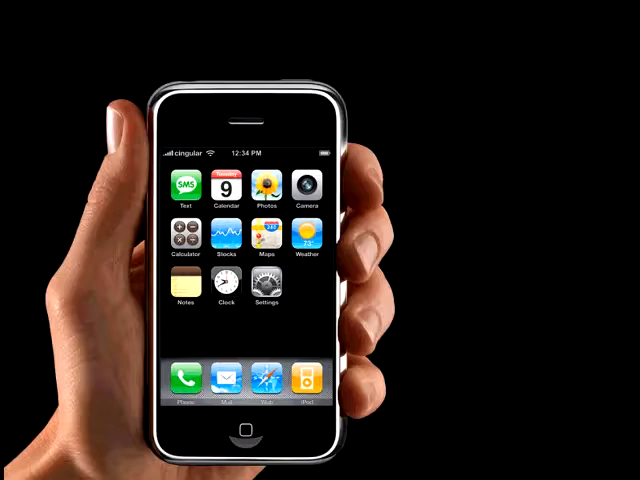 cingular 12:34 PM
SMS Tuesday 9
Text Calendar Photos Camera
280 73°
Calculator Stocks Maps Weather
Notes Clock Settings
Phone Mail Web iPod